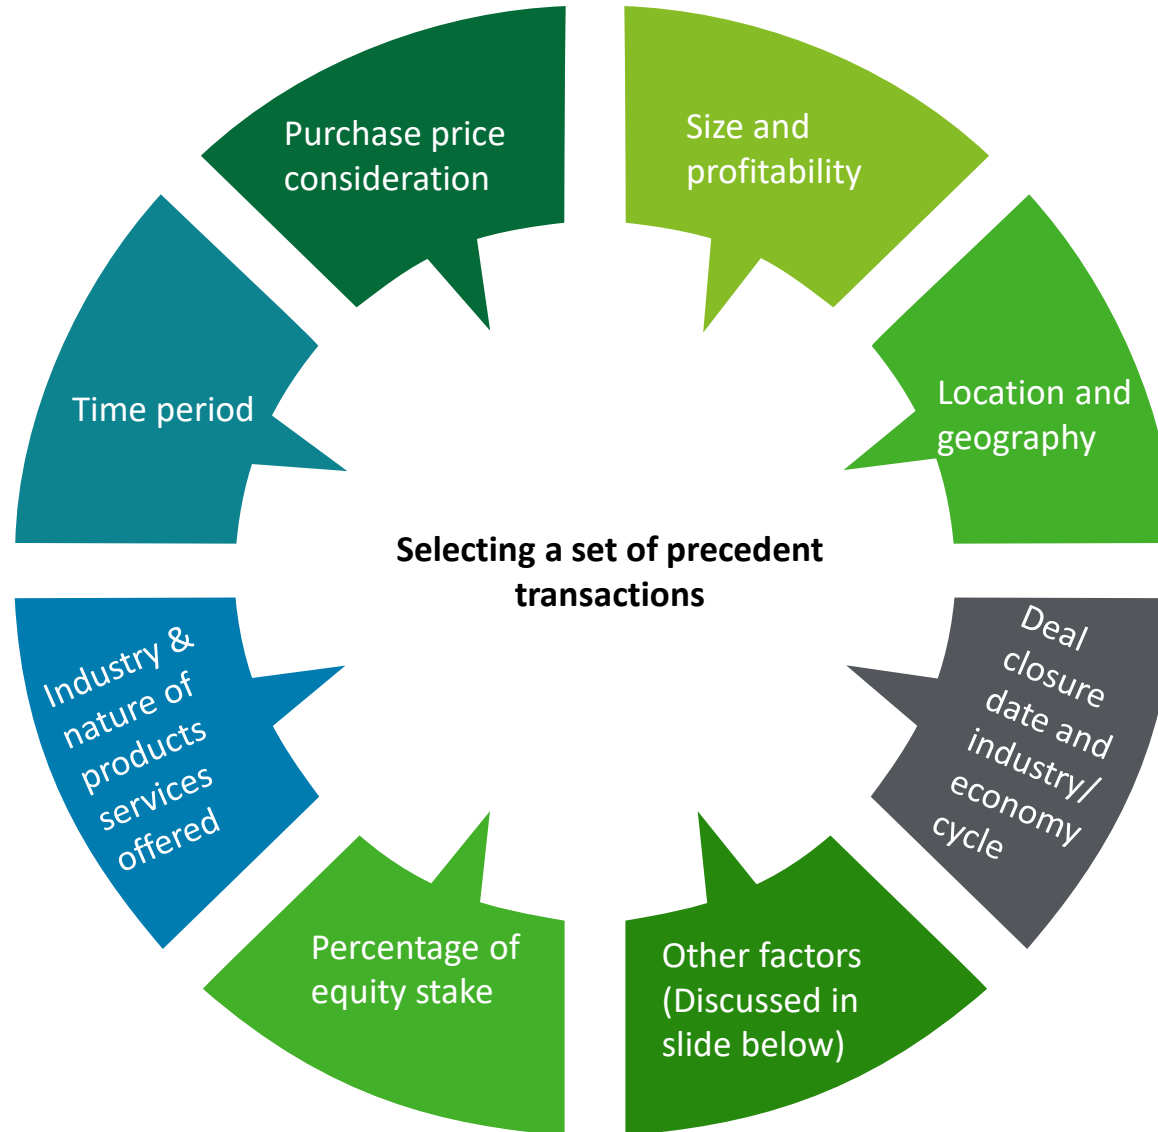 Purchase price
consideration
Size and
profitability
Location and
geography
Deal
closure
date and
industry/
economy
cycle
Other factors
(Discussed in
slide below)
Percentage of
equity stake
Industry &
nature of
products
services
offered
Time period
Selecting a set of precedent
transactions